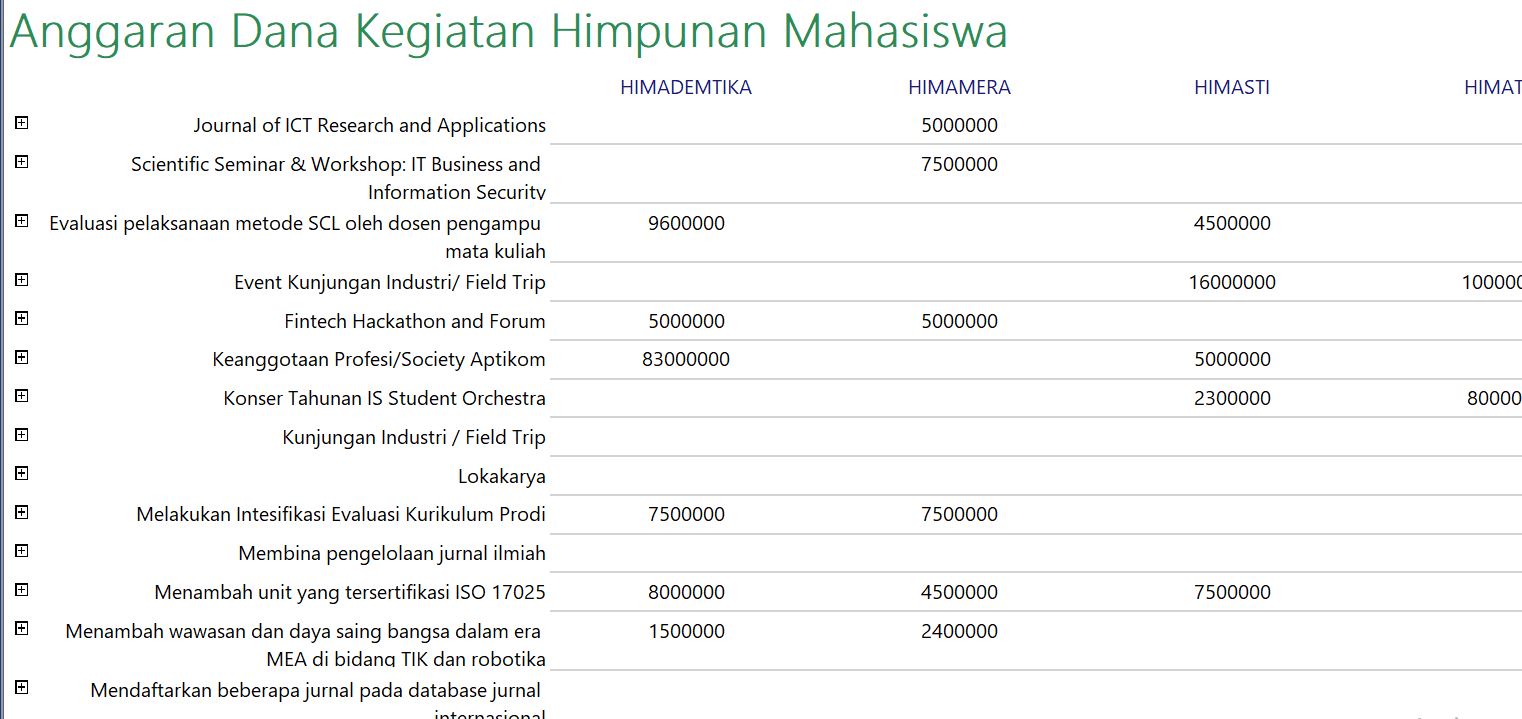 Anggaran Dana Kegiatan Himpunan Mahasiswa
HIMADEMTIKA HIMAMERA HIMASTI HIMAT
Journal of ICT Research and Applications 5000000
Scientific Seminar & Workshop: IT Business and 7500000
Information Security
Evaluasi pelaksanaan metode SCL oleh dosen pengampu 9600000 4500000
mata kuliah
Event Kunjungan Industri/ Field Trip 16000000 100000
Fintech Hackathon and Forum 5000000 5000000
Keanggotaan Profesi/Society Aptikom 83000000 5000000
Konser Tahunan IS Student Orchestra 2300000 80000
Kunjungan Industri / Field Trip
Lokakarya
Melakukan Intesifikasi Evaluasi Kurikulum Prodi 7500000 7500000
Membina pengelolaan jurnal ilmiah
Menambah unit yang tersertifikasi ISO 17025 8000000 4500000 7500000
Menambah wawasan dan daya saing bangsa dalam era 1500000 2400000
MEA di bidang TIK dan robotika
Mendaftarkan beberapa jurnal pada database jurnal
internasional